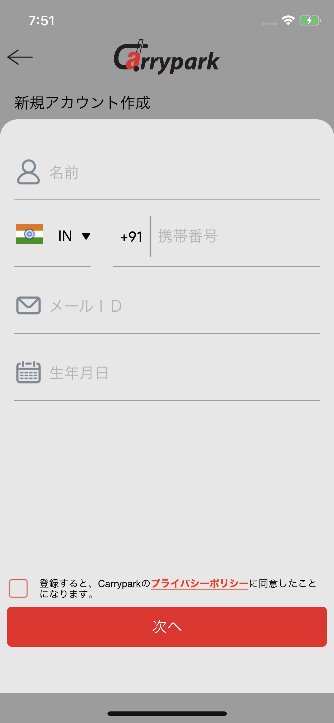 7:51
Carrypark
新規アカウント作成
名前
IN ▼ +91 携帯番号
メールＩＤ
生年月日
登録すると、Carryparkのプライバシーポリシーに同意したこと
になります。
次へ